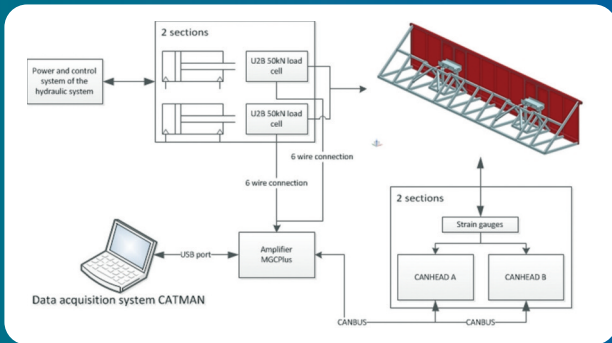 2 sections
Power and control
system of the
hydraulic system
U2B 50kN load
cell
U2B 50kN load
cell
6 wire connection
6 wire connection
2 sections
Strain gauges
CANHEAD A
CANHEAD B
USB port
Amplifier
MGCPlus
Data acquisition system CATMAN
CANBUS
CANBUS